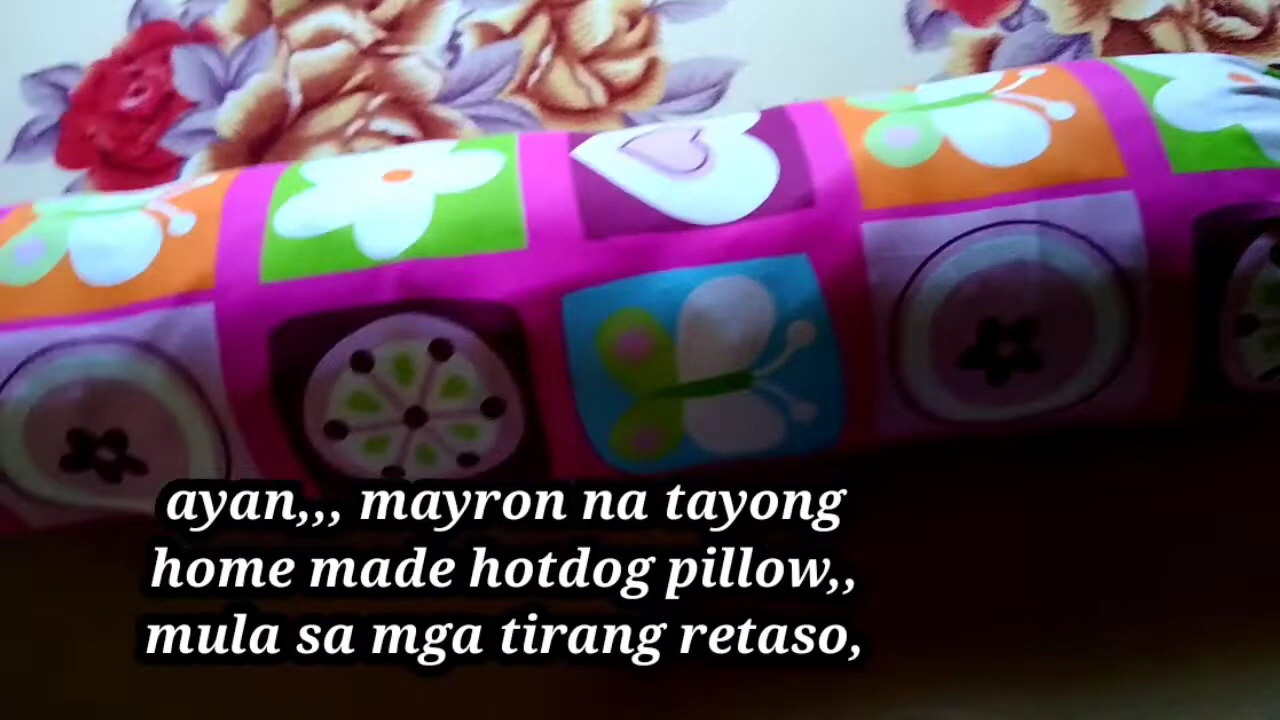 ayan,,, mayron na tayong
home made hotdog pillow,,
mula sa mga tirang retaso,